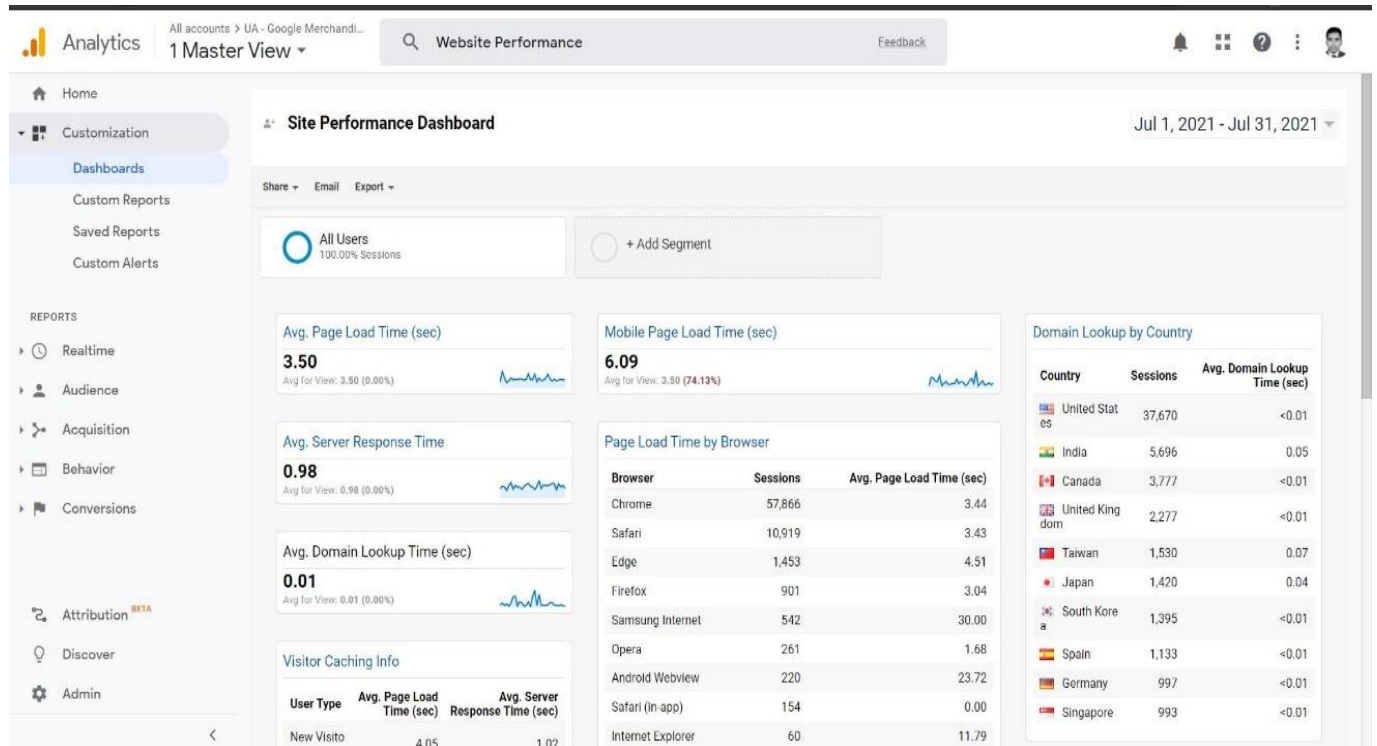 Analytics
All accounts > UA - Google Merchandi...
1 Master View
Website Performance
Feedback
Home
Customization
Dashboards
Custom Reports
Saved Reports
Custom Alerts
REPORTS
Realtime
Audience
Acquisition
Behavior
Conversions
Attribution BETA
Discover
Admin
Site Performance Dashboard
Jul 1, 2021 - Jul 31, 2021
Share Email Export
All Users
100.00% Sessions
+ Add Segment
Avg. Page Load Time (sec)
3.50
Avg for View: 3.50 (0.00%)
Avg. Server Response Time
0.98
Avg for View: 0.98 (0.00%)
Avg. Domain Lookup Time (sec)
0.01
Avg for View: 0.01 (0.00%)
Visitor Caching Info
User Type Avg. Page Load Time (sec) Avg. Server Response Time (sec)
New Visito 4.05 1.02
Mobile Page Load Time (sec)
6.09
Avg for View: 3.50 (74.13%)
Page Load Time by Browser
Browser Sessions Avg. Page Load Time (sec)
Chrome 57,866 3.44
Safari 10,919 3.43
Edge 1,453 4.51
Firefox 901 3.04
Samsung Internet 542 30.00
Opera 261 1.68
Android Webview 220 23.72
Safari (in-app) 154 0.00
Internet Explorer 60 11.79
Domain Lookup by Country
Country Sessions Avg. Domain Lookup Time (sec)
United States 37,670 <0.01
India 5,696 0.05
Canada 3,777 <0.01
United Kingdom 2,277 <0.01
Taiwan 1,530 0.07
Japan 1,420 0.04
South Korea 1,395 <0.01
Spain 1,133 <0.01
Germany 997 <0.01
Singapore 993 <0.01